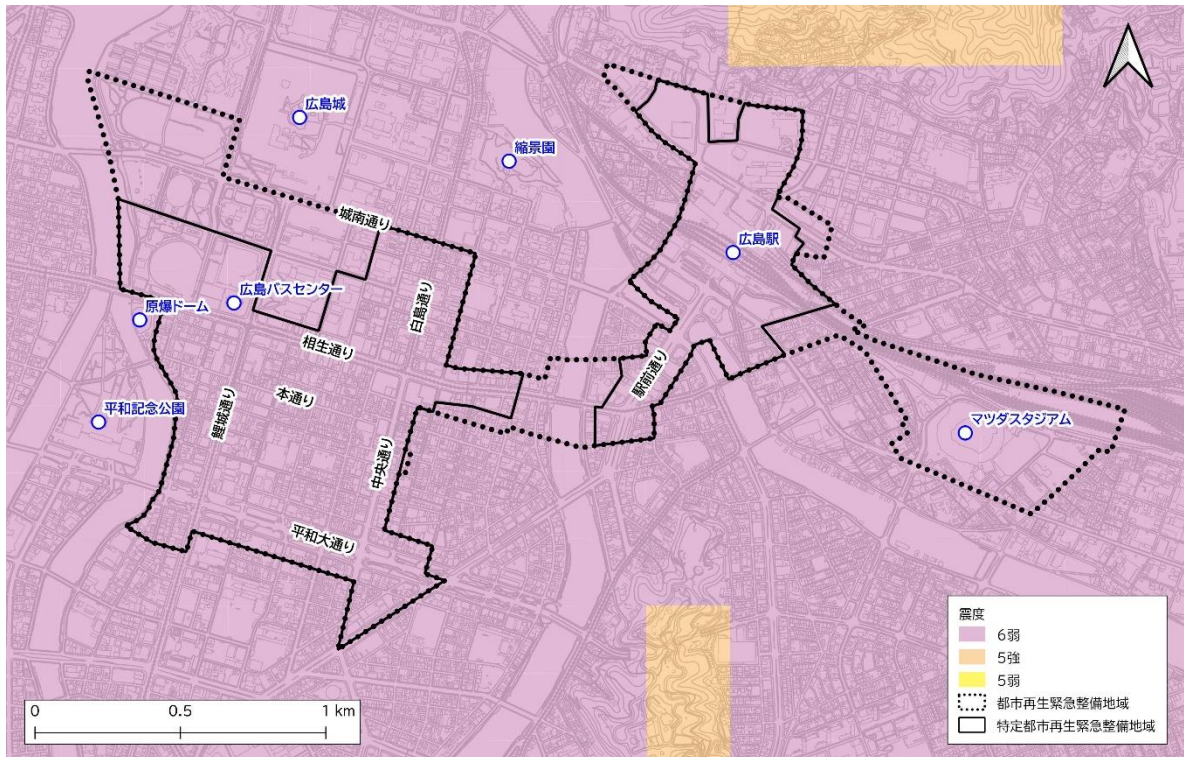 広島城
縮景園
城南通り
広島駅
白島通り
広島バスセンター
原爆ドーム
相生通り
駅前通り
本通り
鯉城通り
平和記念公園
中央通り
マツダスタジアム
平和大通り
震度
6弱
5強
5弱
都市再生緊急整備地域
特定都市再生緊急整備地域
0 0.5 1 km